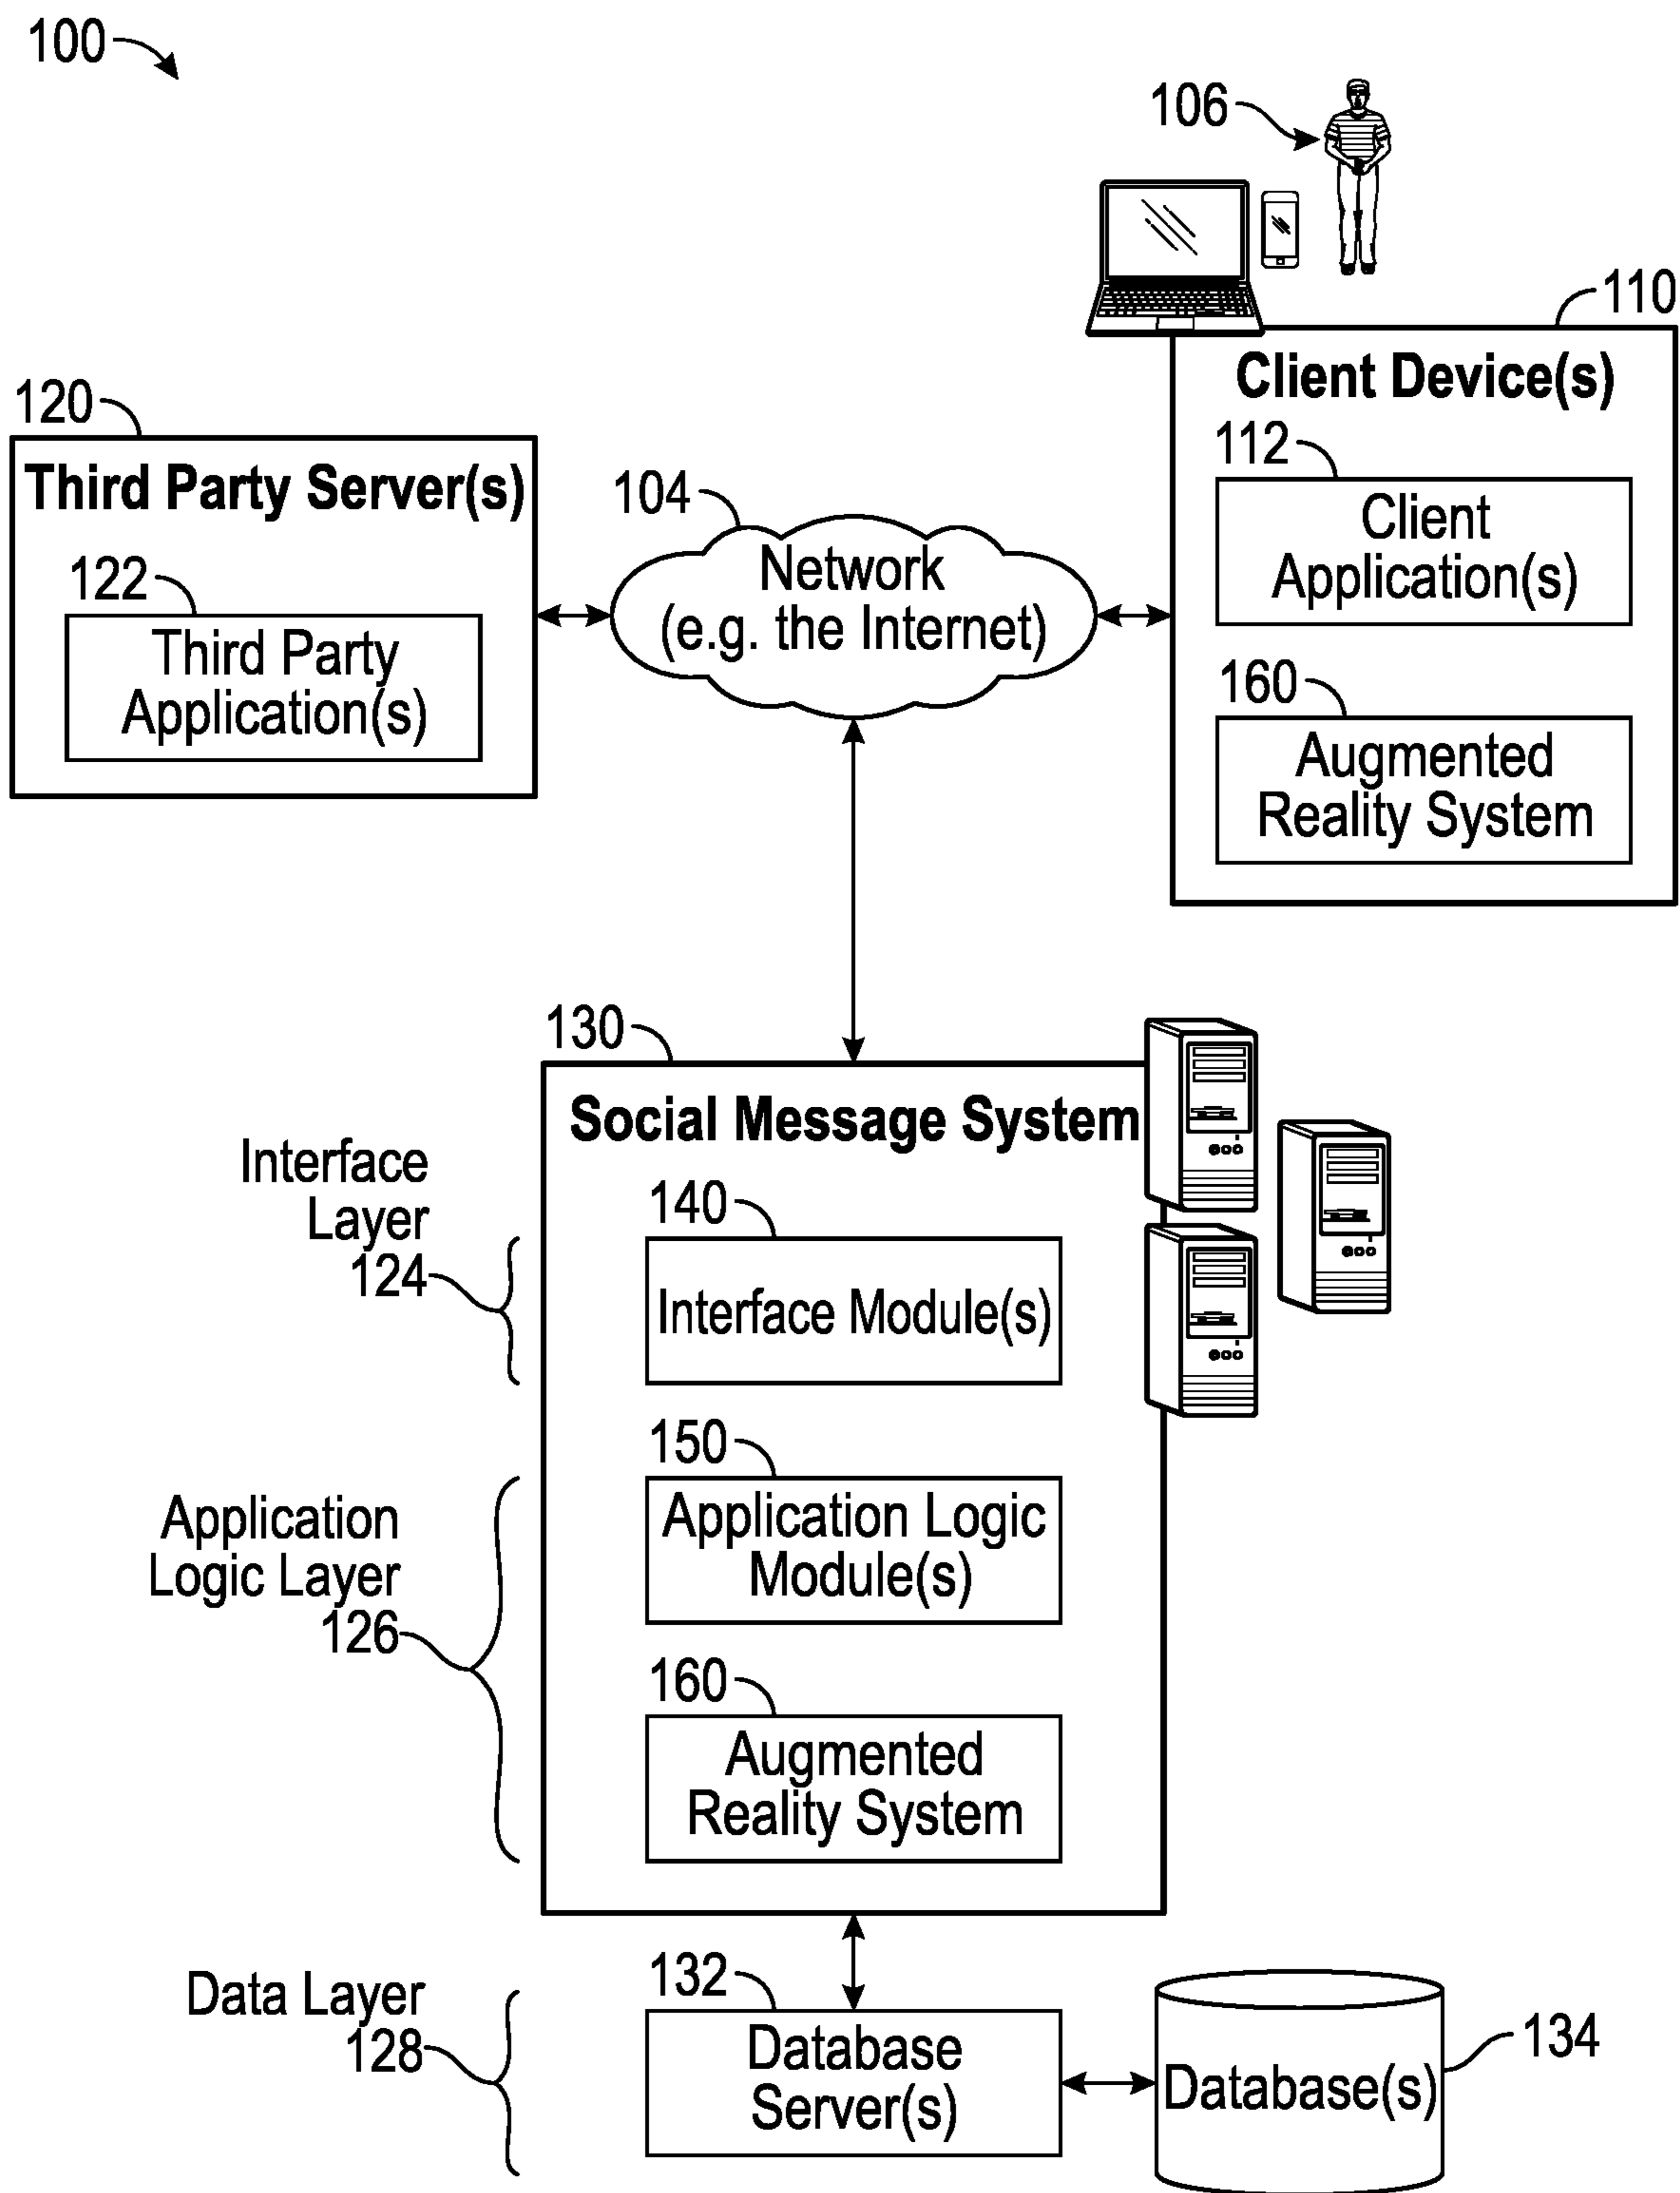 100
106
110
Client Device(s)
112
Client
Application(s)
160
Augmented
Reality System
120
Third Party Server(s)
122
Third Party
Application(s)
104
Network
(e.g. the Internet)
130
Social Message System
Interface
Layer
124
140
Interface Module(s)
Application
Logic Layer
126
150
Application Logic
Module(s)
160
Augmented
Reality System
Data Layer
128
132
Database
Server(s)
Database(s)
134